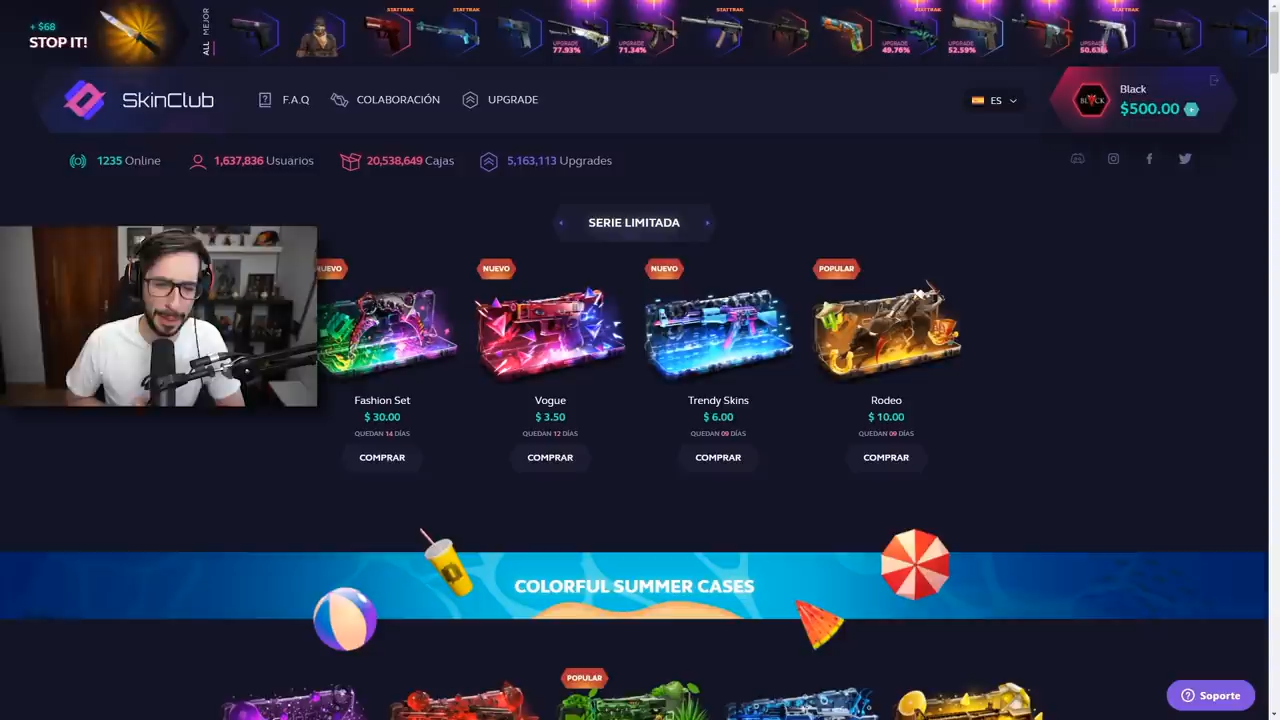 + $68
STOP IT!
ALL
MEJOR
STATTRAK
STATTRAK
STATTRAK
STATTRAK
STATTRAK
UPGRADE
77.93%
UPGRADE
71.34%
UPGRADE
49.76%
UPGRADE
52.59%
UPGRADE
50.63%
SkinClub
F.A.Q
COLABORACIÓN
UPGRADE
ES
BLACK
Black
$500.00
1235 Online
1,637,836 Usuarios
20,538,649 Cajas
5,163,113 Upgrades
SERIE LIMITADA
NUEVO
NUEVO
POPULAR
Fashion Set
Vogue
Trendy Skins
Rodeo
$ 30.00
$ 3.50
$ 6.00
$ 10.00
QUEDAN 14 DÍAS
QUEDAN 12 DÍAS
QUEDAN 09 DÍAS
QUEDAN 09 DÍAS
COMPRAR
COMPRAR
COMPRAR
COMPRAR
COLORFUL SUMMER CASES
POPULAR
Soporte